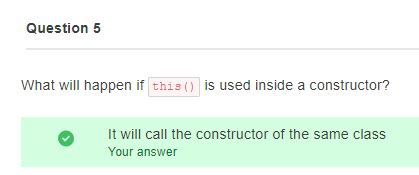 Question 5
What will happen if this() is used inside a constructor?
It will call the constructor of the same class
Your answer